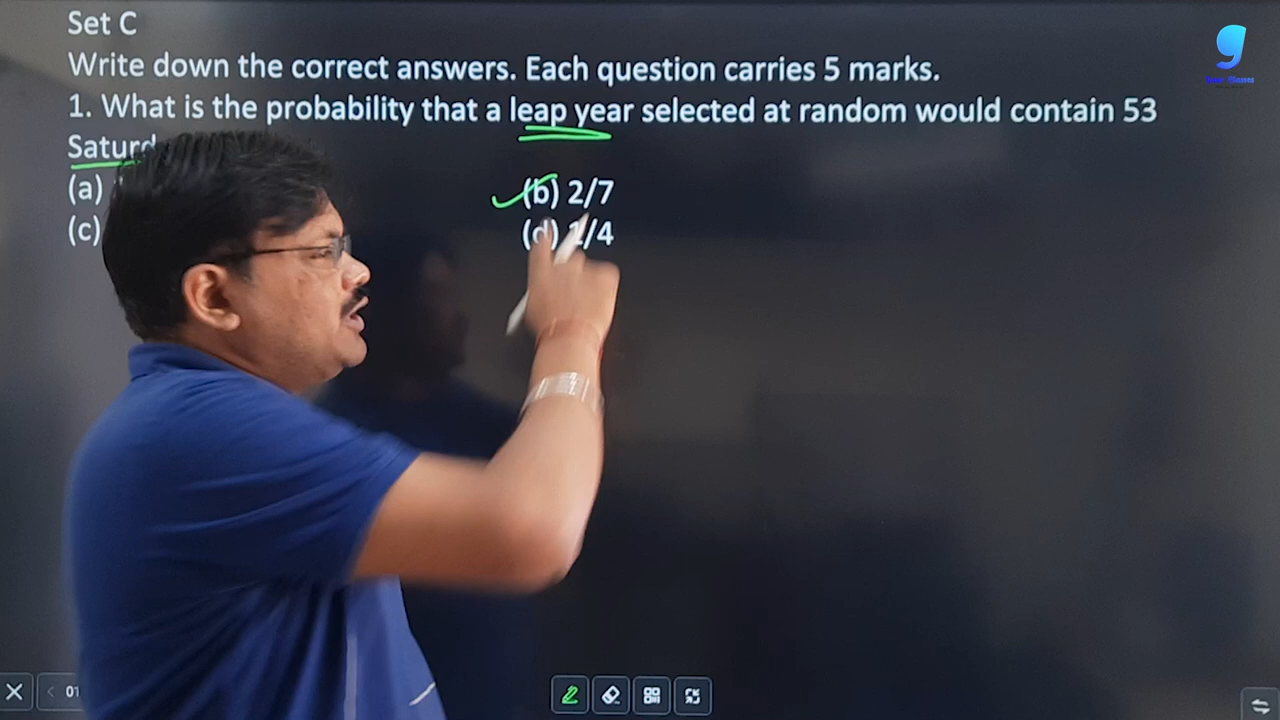 Set C
Write down the correct answers. Each question carries 5 marks.
1. What is the probability that a leap year selected at random would contain 53
Saturd
(a) (b) 2/7
(c) (d) 1/4
01